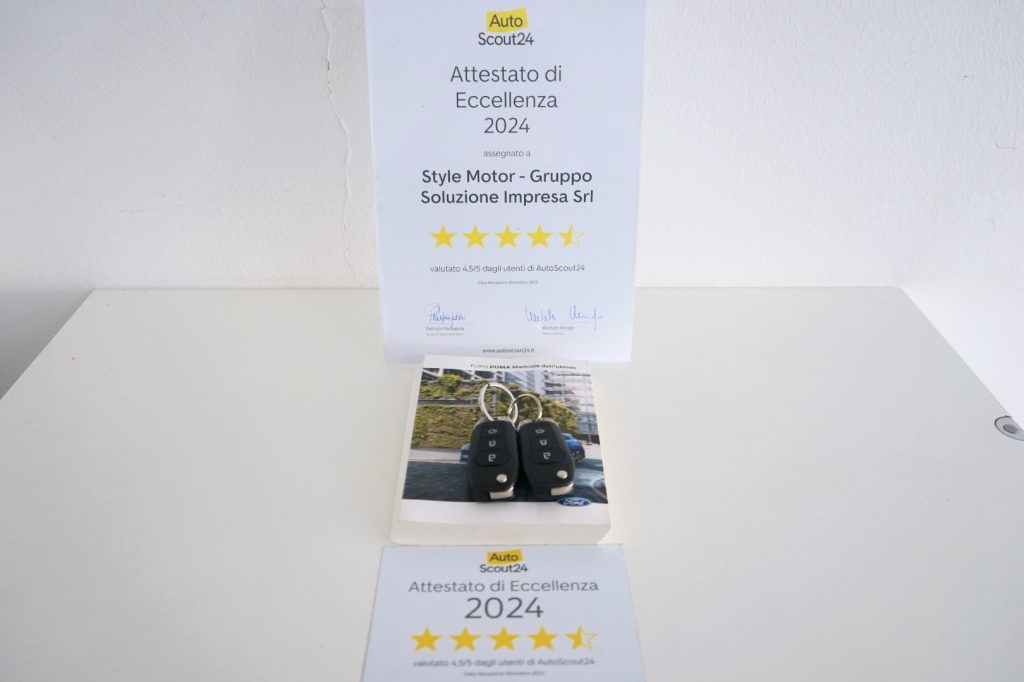 Auto
Scout24
Attestato di
Eccellenza
2024
assegnato a
Style Motor - Gruppo
Soluzione Impresa Srl
valutato 4,5/5 dagli utenti di AutoScout24
www.autoscout24.it
FORD PUMA Manuale dell'utente
Ford
Auto
Scout24
Attestato di Eccellenza
2024
valutato 4,5/5 dagli utenti di AutoScout24